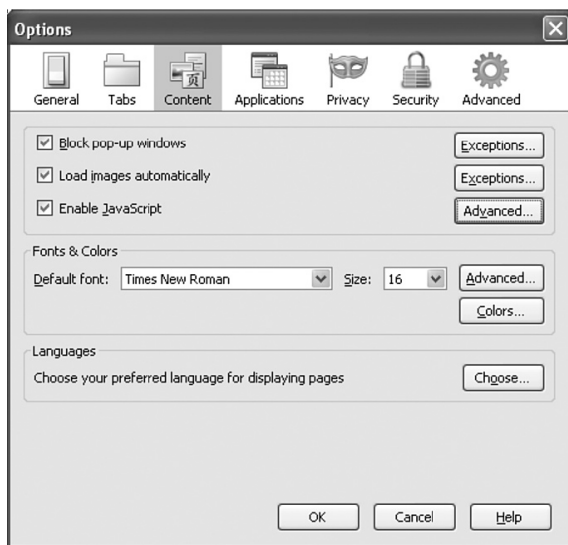 Options
General Tabs Content Applications Privacy Security Advanced
Block pop-up windows Exceptions...
Load images automatically Exceptions...
Enable JavaScript Advanced...
Fonts & Colors
Default font: Times New Roman Size: 16 Advanced...
Colors...
Languages
Choose your preferred language for displaying pages Choose...
OK Cancel Help
页